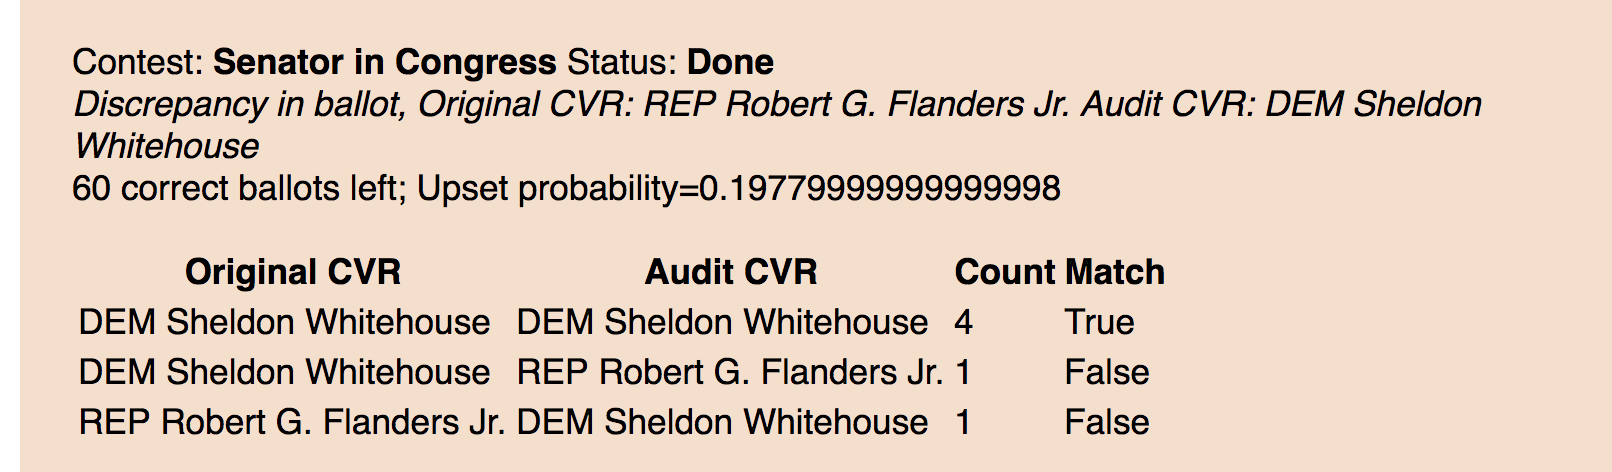 Contest: Senator in Congress Status: Done
Discrepancy in ballot, Original CVR: REP Robert G. Flanders Jr. Audit CVR: DEM Sheldon
Whitehouse
60 correct ballots left; Upset probability=0.19779999999999998
Original CVR Audit CVR Count Match
DEM Sheldon Whitehouse DEM Sheldon Whitehouse 4 True
DEM Sheldon Whitehouse REP Robert G. Flanders Jr. 1 False
REP Robert G. Flanders Jr. DEM Sheldon Whitehouse 1 False